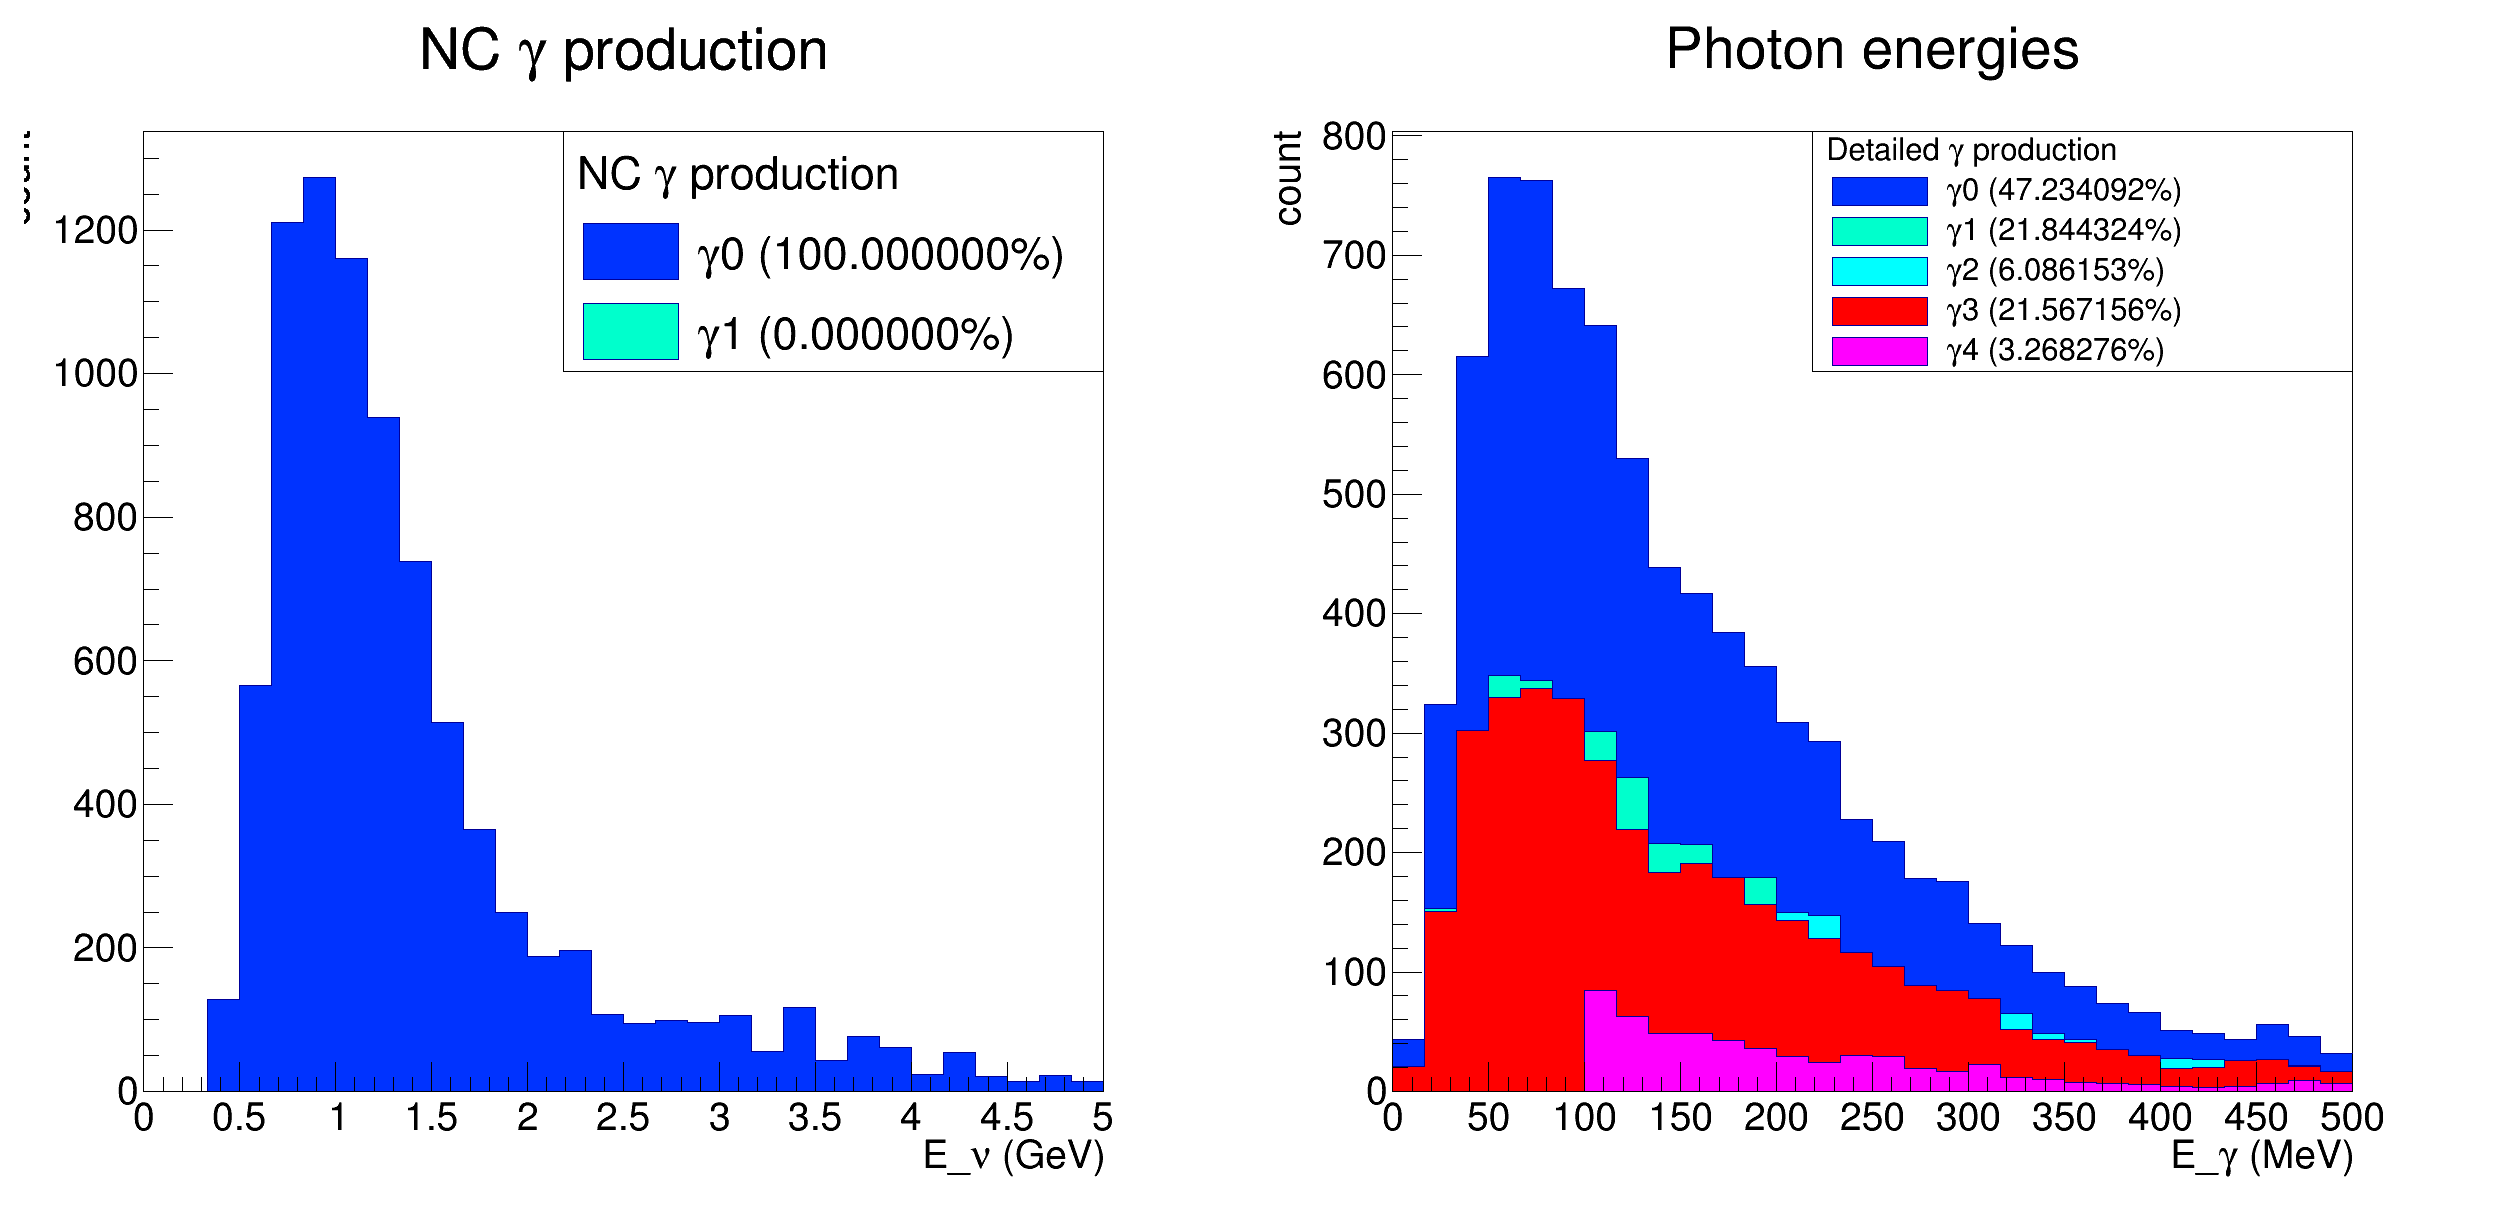 NC γ production
count
1200
1000
800
600
400
200
0
0 0.5 1 1.5 2 2.5 3 3.5 4 4.5 5
E_ν (GeV)
NC γ production
γ0 (100.000000%)
γ1 (0.000000%)
Photon energies
count
800
700
600
500
400
300
200
100
0
0 50 100 150 200 250 300 350 400 450 500
E_γ (MeV)
Detailed γ production
γ0 (47.234092%)
γ1 (21.844324%)
γ2 (6.086153%)
γ3 (21.567156%)
γ4 (3.268276%)